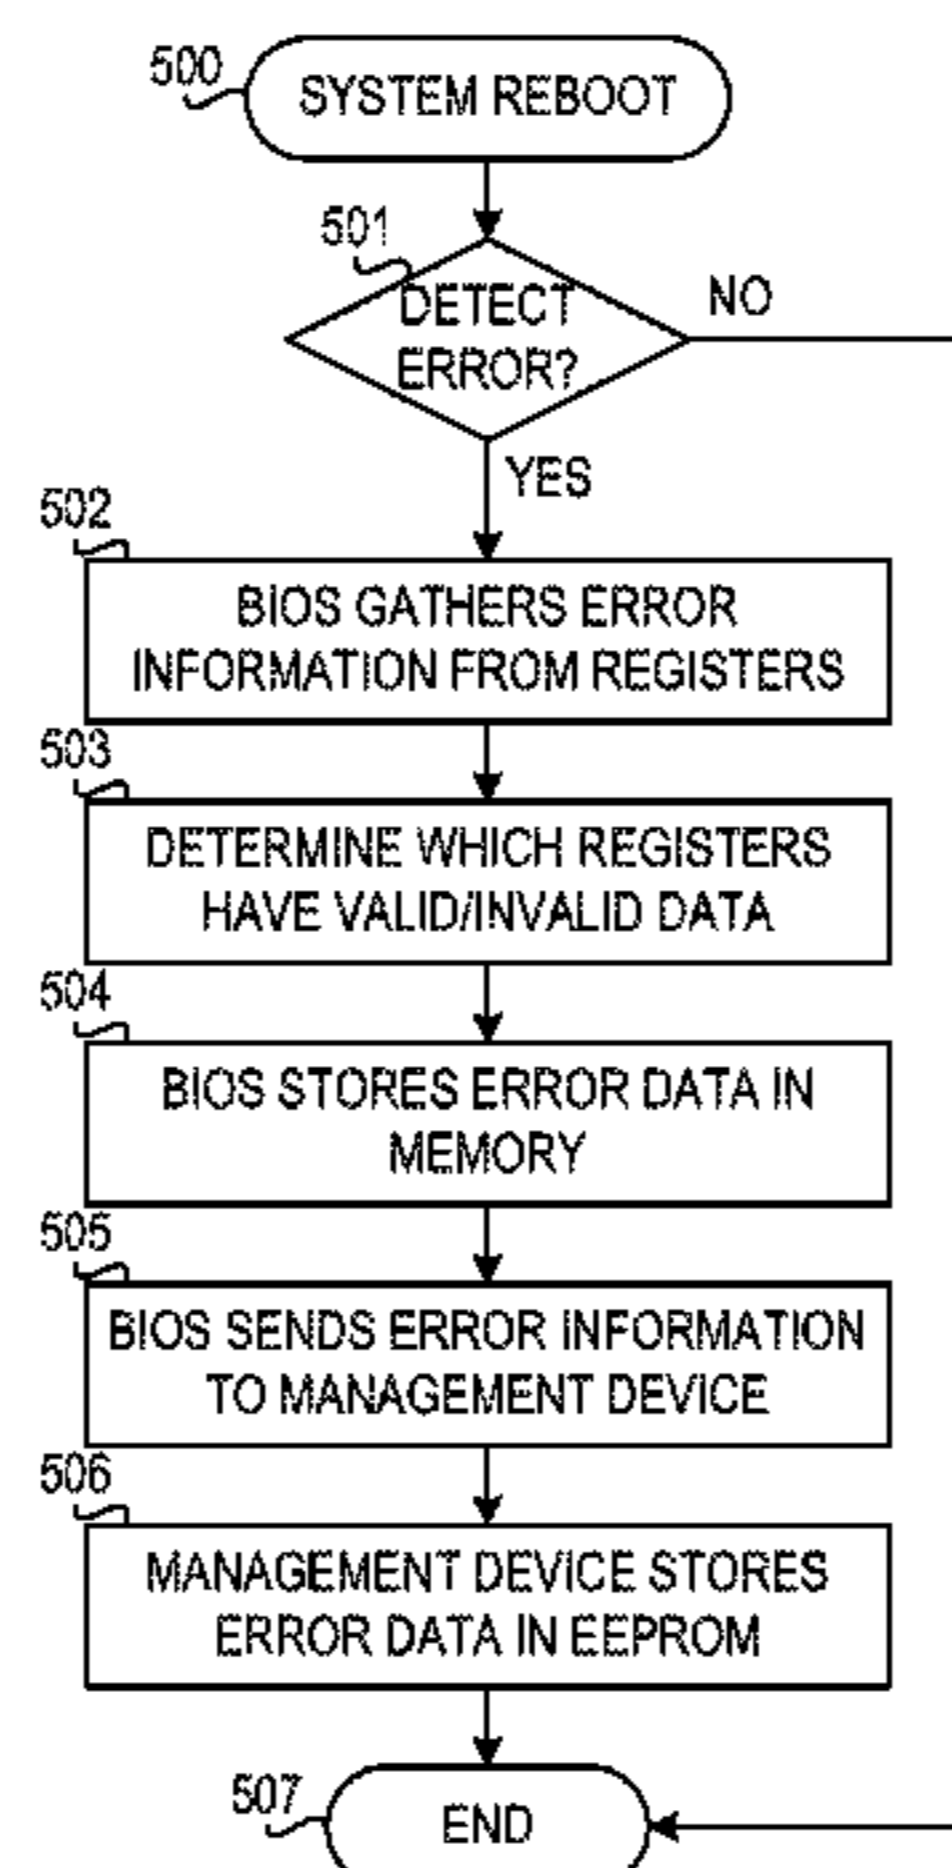 500
SYSTEM REBOOT
501
DETECT
ERROR?
NO
YES
502
BIOS GATHERS ERROR
INFORMATION FROM REGISTERS
503
DETERMINE WHICH REGISTERS
HAVE VALID/INVALID DATA
504
BIOS STORES ERROR DATA IN
MEMORY
505
BIOS SENDS ERROR INFORMATION
TO MANAGEMENT DEVICE
506
MANAGEMENT DEVICE STORES
ERROR DATA IN EEPROM
507
END